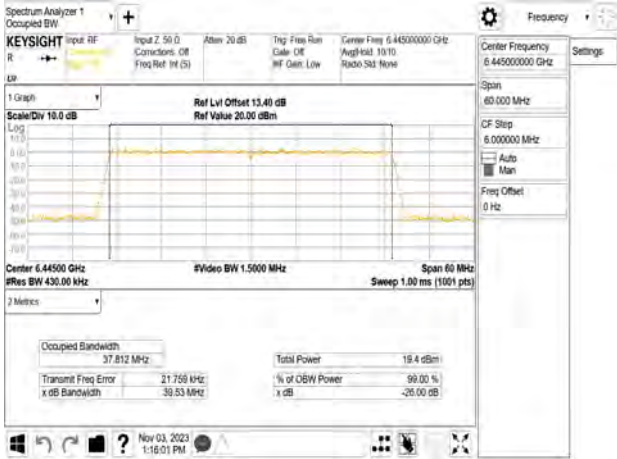 Spectrum Analyzer 1
Occupied BW
+
Frequency
KEYSIGHT
Input: RF
Input Z: 50 Ω
Corrections: Off
Freq Ref: Int (S)
Atten: 20 dB
Trig: Free Run
Gate: Off
#IF Gain: Low
Center Freq: 6.445000000 GHz
Avg|Hold: 10/10
Radio Std: None
Center Frequency
6.445000000 GHz
Settings
Span
60.000 MHz
CF Step
6.000000 MHz
Auto
Man
Freq Offset
0 Hz
1 Graph
Scale/Div 10.0 dB
Ref Lvl Offset 13.40 dB
Ref Value 20.00 dBm
Log
Center 6.44500 GHz
#Res BW 430.00 kHz
#Video BW 1.5000 MHz
Span 60 MHz
Sweep 1.00 ms (1001 pts)
2 Metrics
Occupied Bandwidth
37.812 MHz
Total Power 19.4 dBm
Transmit Freq Error 21.759 kHz
% of OBW Power 99.00 %
x dB Bandwidth 39.53 MHz
x dB -26.00 dB
Nov 03, 2023
1:16:01 PM